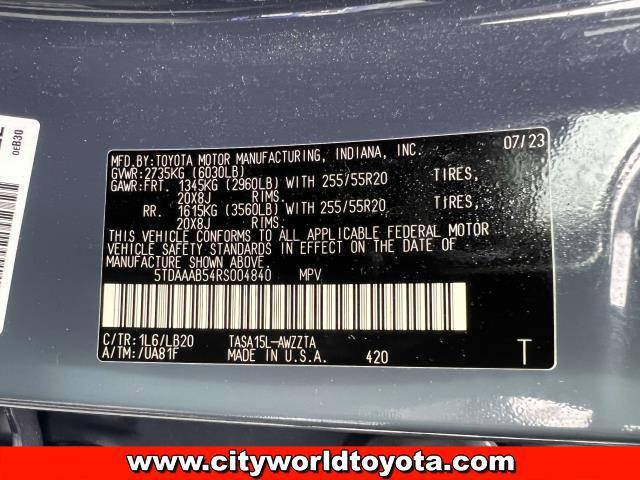 0EB30
MFD.BY:TOYOTA MOTOR MANUFACTURING, INDIANA, INC. 07/23
GVWR:2735KG (6030LB)
GAWR:FRT. 1345KG (2960LB) WITH 255/55R20 TIRES,
20X8J RIMS.
RR. 1615KG (3560LB) WITH 255/55R20 TIRES,
20X8J RIMS.
THIS VEHICLE CONFORMS TO ALL APPLICABLE FEDERAL MOTOR
VEHICLE SAFETY STANDARDS IN EFFECT ON THE DATE OF
MANUFACTURE SHOWN ABOVE.
5TDAAAB54RS004840 MPV
C/TR:1L6/LB20 TASA15L-AWZZTA
A/TM:/UA81F MADE IN U.S.A. 420 T
www.cityworldtoyota.com